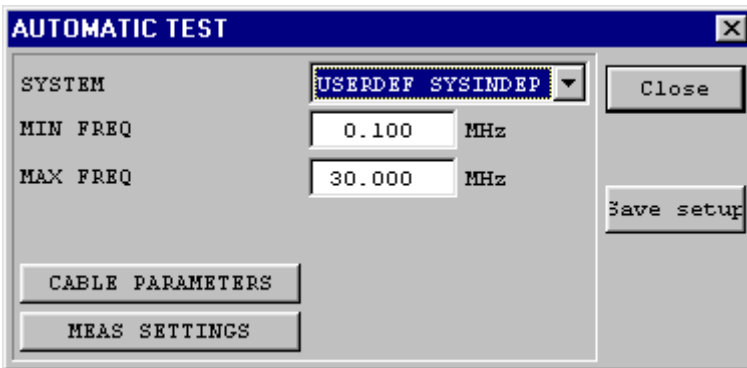 AUTOMATIC TEST
SYSTEM USERDEF SYSINDEP
Close
MIN FREQ 0.100 MHz
MAX FREQ 30.000 MHz
Save setup
CABLE PARAMETERS
MEAS SETTINGS